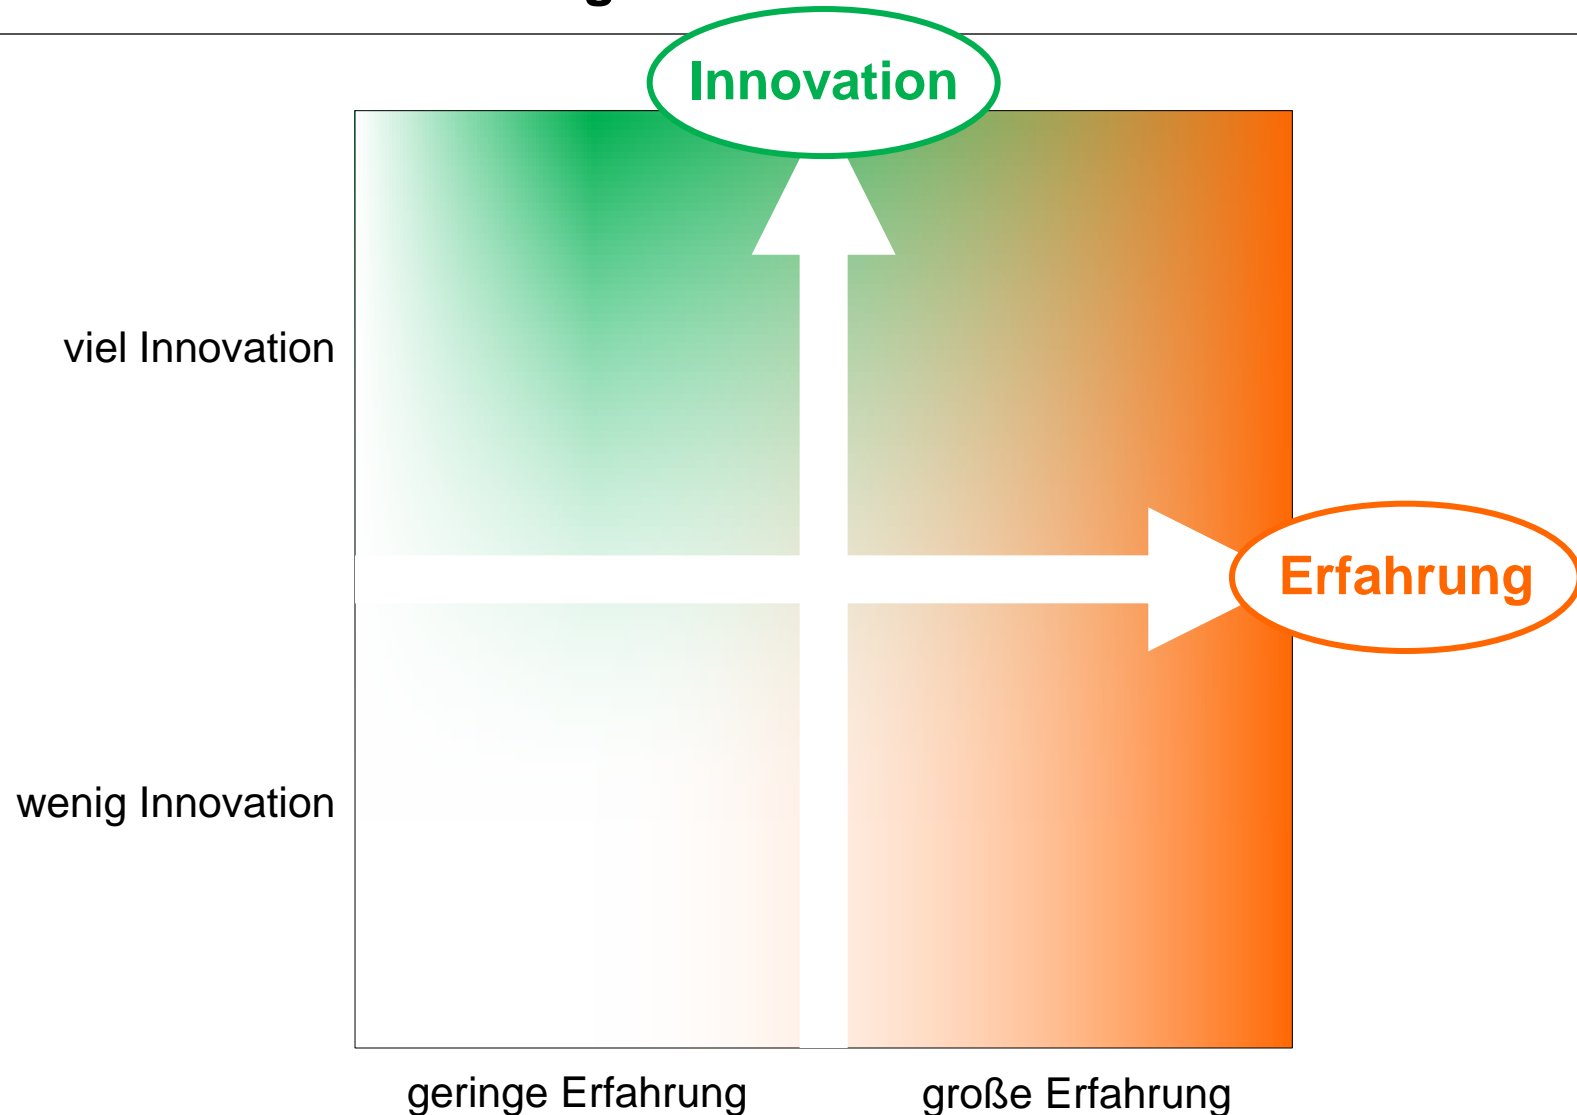 Innovation
viel Innovation
Erfahrung
wenig Innovation
geringe Erfahrung
große Erfahrung